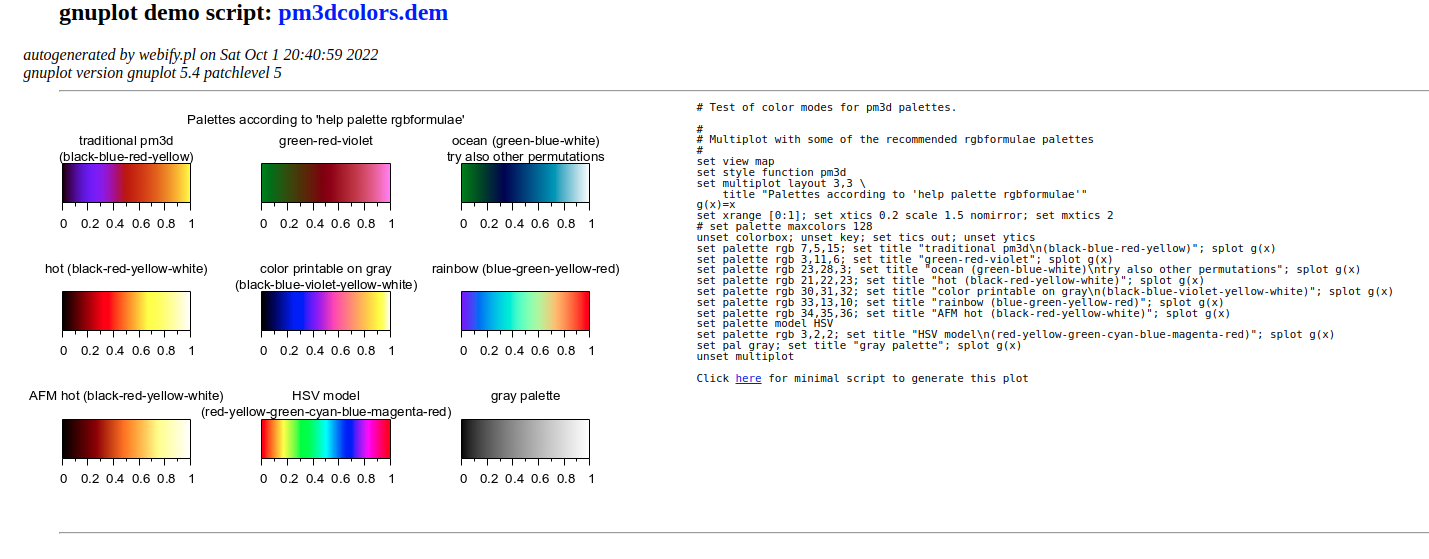 gnuplot demo script: pm3dcolors.dem
autogenerated by webify.pl on Sat Oct 1 20:40:59 2022
gnuplot version gnuplot 5.4 patchlevel 5
Palettes according to 'help palette rgbformulae'
traditional pm3d
(black-blue-red-yellow)
0 0.2 0.4 0.6 0.8 1
green-red-violet
0 0.2 0.4 0.6 0.8 1
ocean (green-blue-white)
try also other permutations
0 0.2 0.4 0.6 0.8 1
hot (black-red-yellow-white)
0 0.2 0.4 0.6 0.8 1
color printable on gray
(black-blue-violet-yellow-white)
0 0.2 0.4 0.6 0.8 1
rainbow (blue-green-yellow-red)
0 0.2 0.4 0.6 0.8 1
AFM hot (black-red-yellow-white)
0 0.2 0.4 0.6 0.8 1
HSV model
(red-yellow-green-cyan-blue-magenta-red)
0 0.2 0.4 0.6 0.8 1
gray palette
0 0.2 0.4 0.6 0.8 1
# Test of color modes for pm3d palettes.
#
# Multiplot with some of the recommended rgbformulae palettes
#
set view map
set style function pm3d
set multiplot layout 3,3 \
title "Palettes according to 'help palette rgbformulae'"
g(x)=x
set xrange [0:1]; set xtics 0.2 scale 1.5 nomirror; set mxtics 2
# set palette maxcolors 128
unset colorbox; unset key; set tics out; unset ytics
set palette rgb 7,5,15; set title "traditional pm3d\n(black-blue-red-yellow)"; splot g(x)
set palette rgb 3,11,6; set title "green-red-violet"; splot g(x)
set palette rgb 23,28,3; set title "ocean (green-blue-white)\ntry also other permutations"; splot g(x)
set palette rgb 21,22,23; set title "hot (black-red-yellow-white)"; splot g(x)
set palette rgb 30,31,32; set title "color printable on gray\n(black-blue-violet-yellow-white)"; splot g(x)
set palette rgb 33,13,10; set title "rainbow (blue-green-yellow-red)"; splot g(x)
set palette rgb 34,35,36; set title "AFM hot (black-red-yellow-white)"; splot g(x)
set palette model HSV
set palette rgb 3,2,2; set title "HSV model\n(red-yellow-green-cyan-blue-magenta-red)"; splot g(x)
set pal gray; set title "gray palette"; splot g(x)
unset multiplot
Click here for minimal script to generate this plot